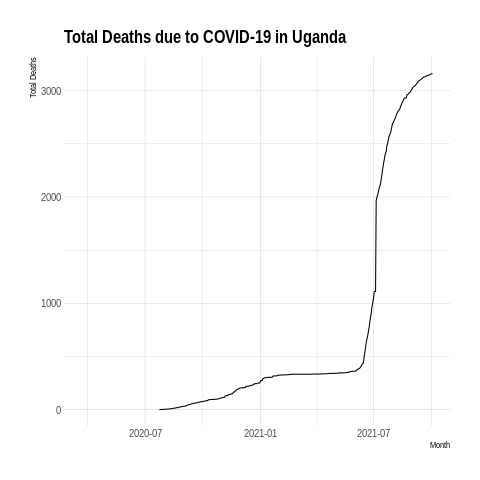 Total Deaths due to COVID-19 in Uganda
Total Deaths
3000
2000
1000
0
2020-07 2021-01 2021-07
Month